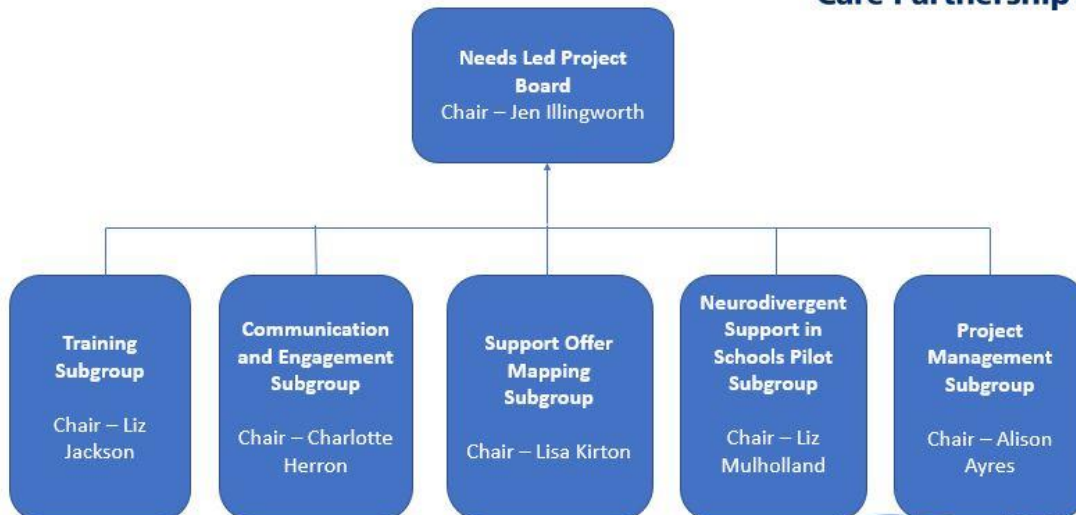 Care Partnership
Needs Led Project
Board
Chair – Jen Illingworth
Training
Subgroup
Chair – Liz
Jackson
Communication
and Engagement
Subgroup
Chair – Charlotte
Herron
Support Offer
Mapping
Subgroup
Chair – Lisa Kirton
Neurodivergent
Support in
Schools Pilot
Subgroup
Chair – Liz
Mulholland
Project
Management
Subgroup
Chair – Alison
Ayres